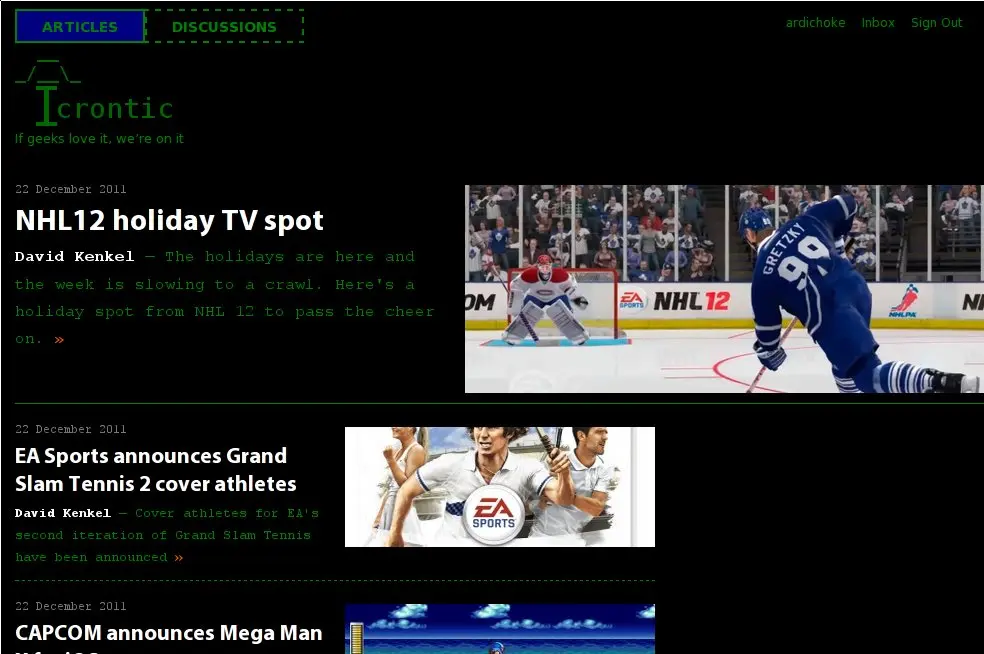 ARTICLES DISCUSSIONS ardichoke Inbox Sign Out
Icrontic
If geeks love it, we're on it
22 December 2011
NHL12 holiday TV spot
David Kenkel — The holidays are here and
the week is slowing to a crawl. Here's a
holiday spot from NHL 12 to pass the cheer
on. »
GRETZKY
99
OM EA SPORTS NHL 12 NHLPA NH
22 December 2011
EA Sports announces Grand
Slam Tennis 2 cover athletes
David Kenkel — Cover athletes for EA's
second iteration of Grand Slam Tennis
have been announced »
EA
SPORTS
22 December 2011
CAPCOM announces Mega Man